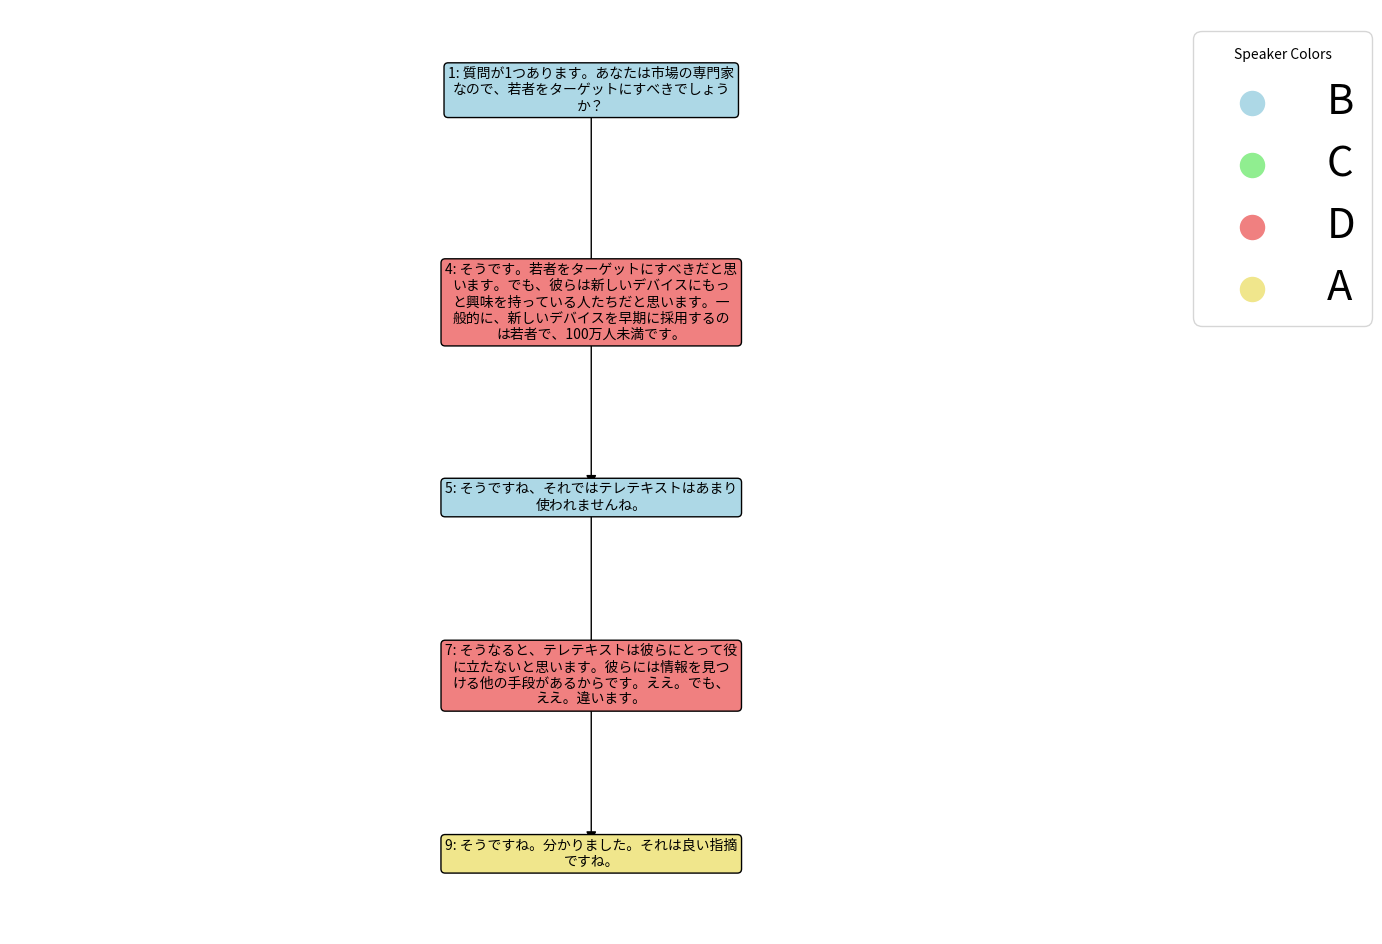 1: 質問が1つあります。あなたは市場の専門家
なので、若者をターゲットにすべきでしょう
か？
4: そうです。若者をターゲットにすべきだと思
います。でも、彼らは新しいデバイスにもっ
と興味を持っている人たちだと思います。一
般的に、新しいデバイスを早期に採用するの
は若者で、100万人未満です。
5: そうですね、それではテレテキストはあまり
使われませんね。
7: そうなると、テレテキストは彼らにとって役
に立たないと思います。彼らには情報を見つ
ける他の手段があるからです。ええ。でも、
ええ。違います。
9: そうですね。分かりました。それは良い指摘
ですね。
Speaker Colors
B
C
D
A